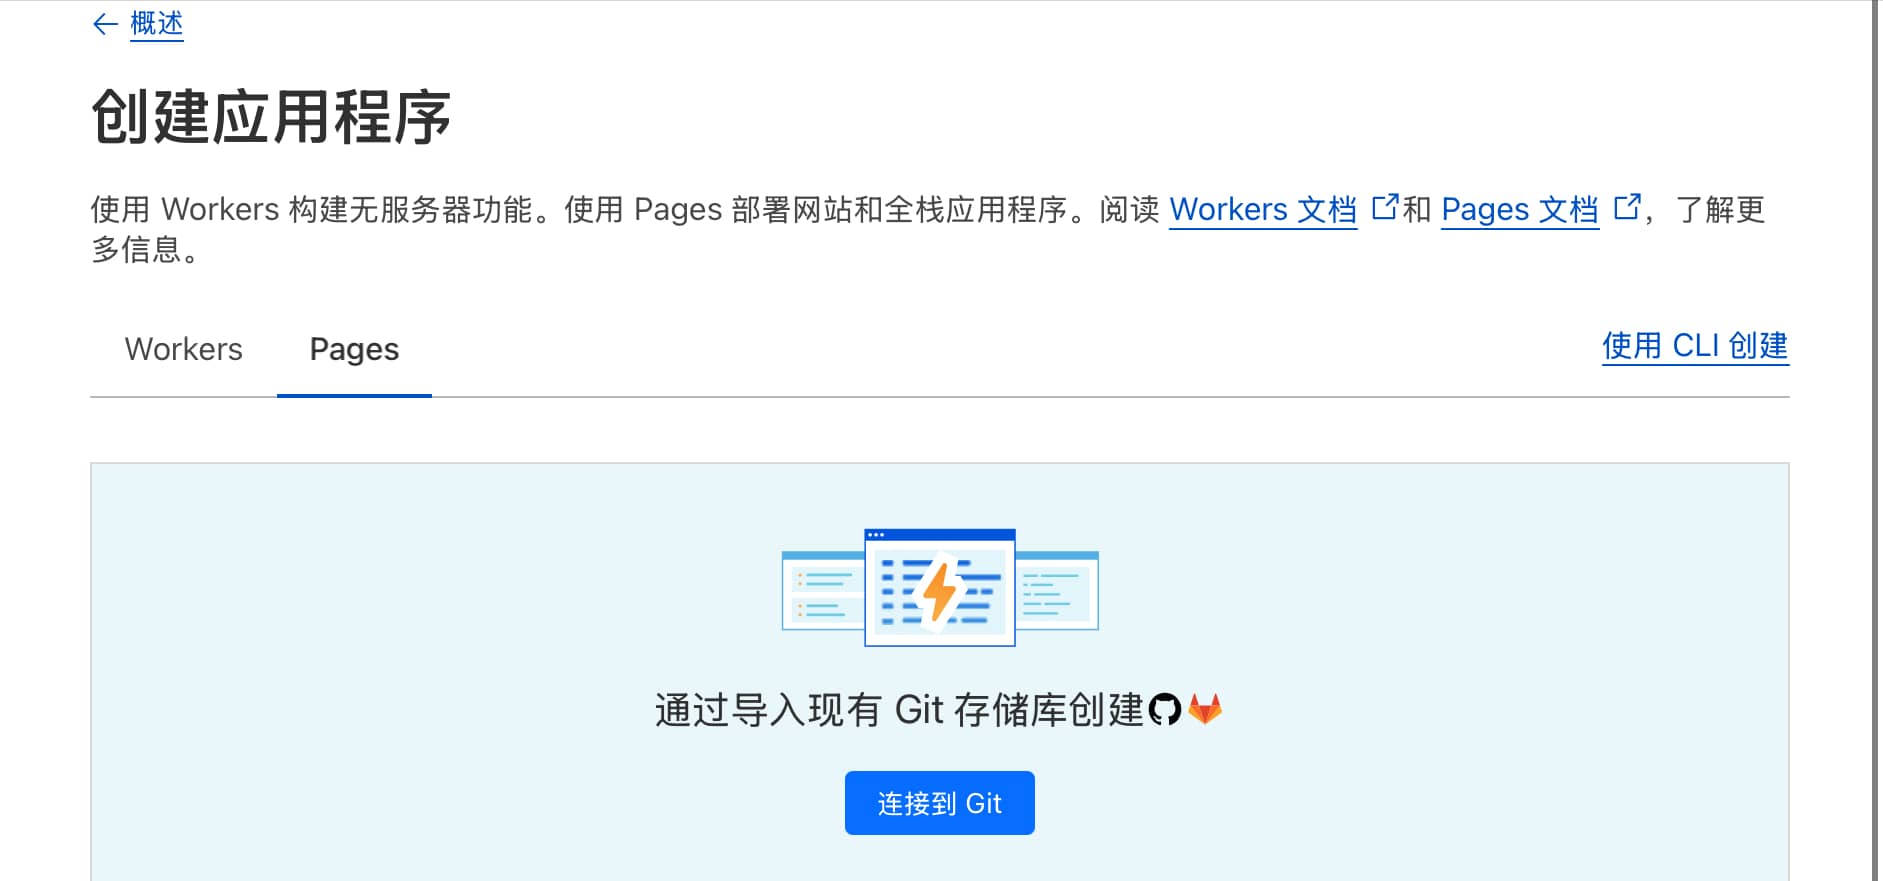 概述
创建应用程序
使用 Workers 构建无服务器功能。使用 Pages 部署网站和全栈应用程序。阅读 Workers 文档 和 Pages 文档 ，了解更
多信息。
Workers Pages 使用 CLI 创建
通过导入现有 Git 存储库创建
连接到 Git